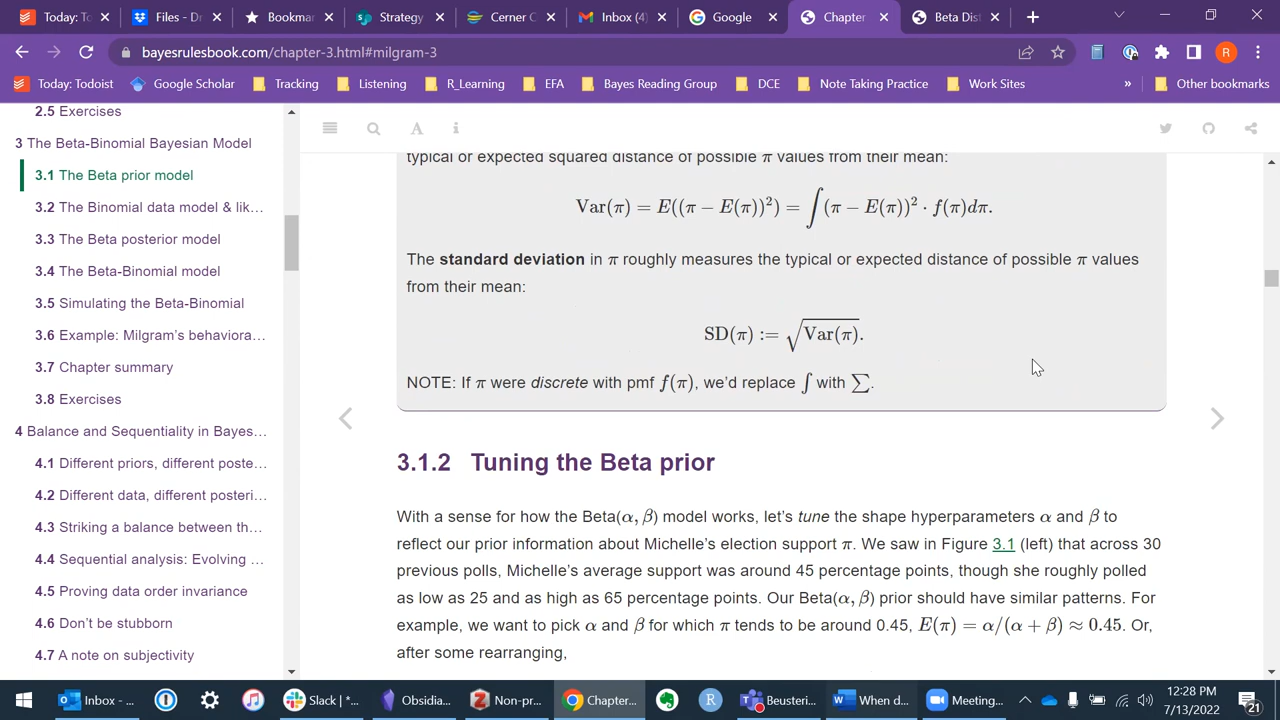 Today: To
Files - Dr
Bookmar
Strategy
Cerner C
Inbox (4)
Google
Chapter
Beta Dis
bayesrulesbook.com/chapter-3.html#milgram-3
R
Today: Todoist
Google Scholar
Tracking
Listening
R_Learning
EFA
Bayes Reading Group
DCE
Note Taking Practice
Work Sites
»
Other bookmarks
2.5 Exercises
3 The Beta-Binomial Bayesian Model
3.1 The Beta prior model
3.2 The Binomial data model & lik...
3.3 The Beta posterior model
3.4 The Beta-Binomial model
3.5 Simulating the Beta-Binomial
3.6 Example: Milgram's behaviora...
3.7 Chapter summary
3.8 Exercises
4 Balance and Sequentiality in Bayes...
4.1 Different priors, different poste...
4.2 Different data, different posteri...
4.3 Striking a balance between th...
4.4 Sequential analysis: Evolving ...
4.5 Proving data order invariance
4.6 Don't be stubborn
4.7 A note on subjectivity
typical or expected squared distance of possible π values from their mean:
Var(π) = E((π − E(π))²) = ∫(π − E(π))² · f(π)dπ.
The standard deviation in π roughly measures the typical or expected distance of possible π values
from their mean:
SD(π) := √Var(π).
NOTE: If π were discrete with pmf f(π), we'd replace ∫ with ∑.
3.1.2 Tuning the Beta prior
With a sense for how the Beta(α, β) model works, let's tune the shape hyperparameters α and β to
reflect our prior information about Michelle's election support π. We saw in Figure 3.1 (left) that across 30
previous polls, Michelle's average support was around 45 percentage points, though she roughly polled
as low as 25 and as high as 65 percentage points. Our Beta(α, β) prior should have similar patterns. For
example, we want to pick α and β for which π tends to be around 0.45, E(π) = α/(α + β) ≈ 0.45. Or,
after some rearranging,
Inbox - ...
Slack | *...
Obsidia...
Non-pr...
Chapter...
R
Beusteri...
When d...
Meeting...
12:28 PM
7/13/2022
21